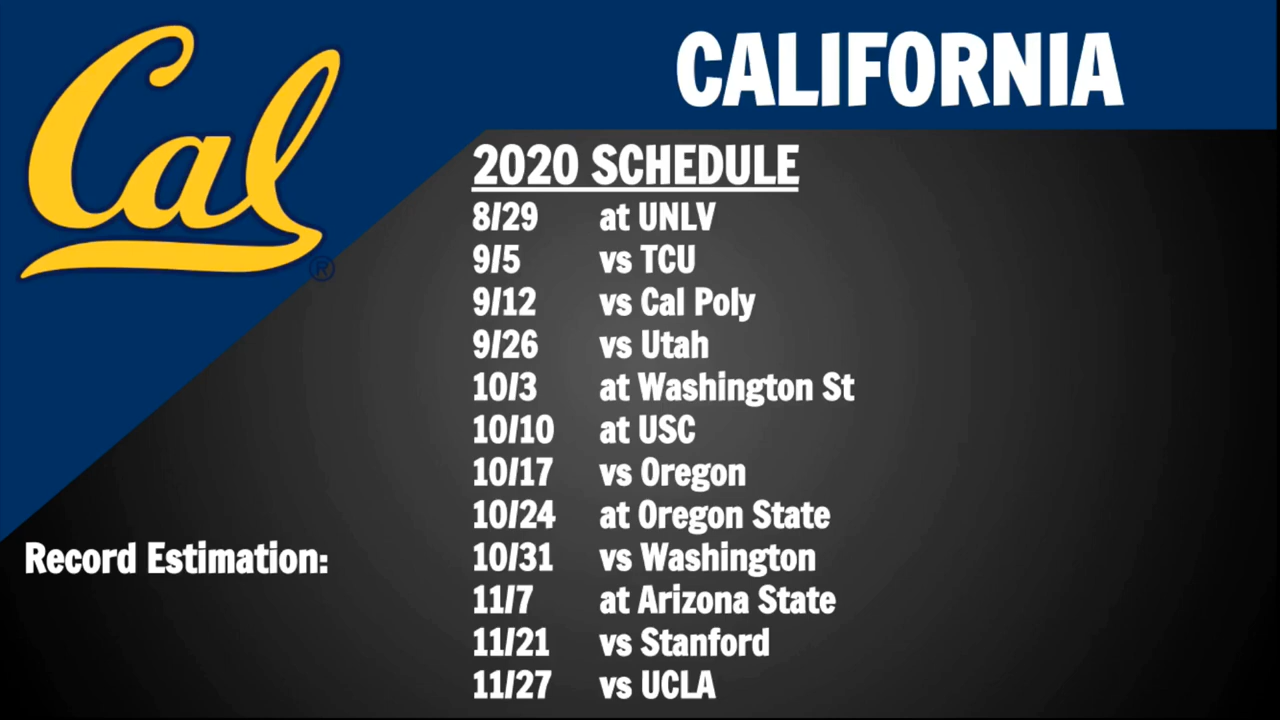 Cal
®
CALIFORNIA
2020 SCHEDULE
8/29 at UNLV
9/5 vs TCU
9/12 vs Cal Poly
9/26 vs Utah
10/3 at Washington St
10/10 at USC
10/17 vs Oregon
10/24 at Oregon State
Record Estimation:
10/31 vs Washington
11/7 at Arizona State
11/21 vs Stanford
11/27 vs UCLA